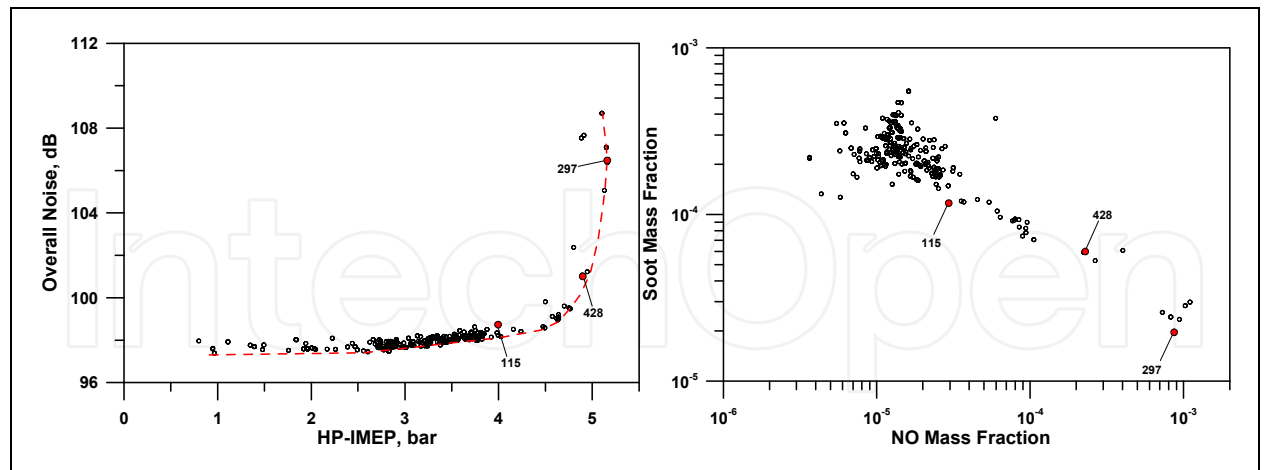 112
108
104
100
96
Overall Noise, dB
297
428
115
0 1 2 3 4 5
HP-IMEP, bar
10-3
10-4
10-5
Soot Mass Fraction
115
428
297
10-6 10-5 10-4 10-3
NO Mass Fraction
IntechOpen